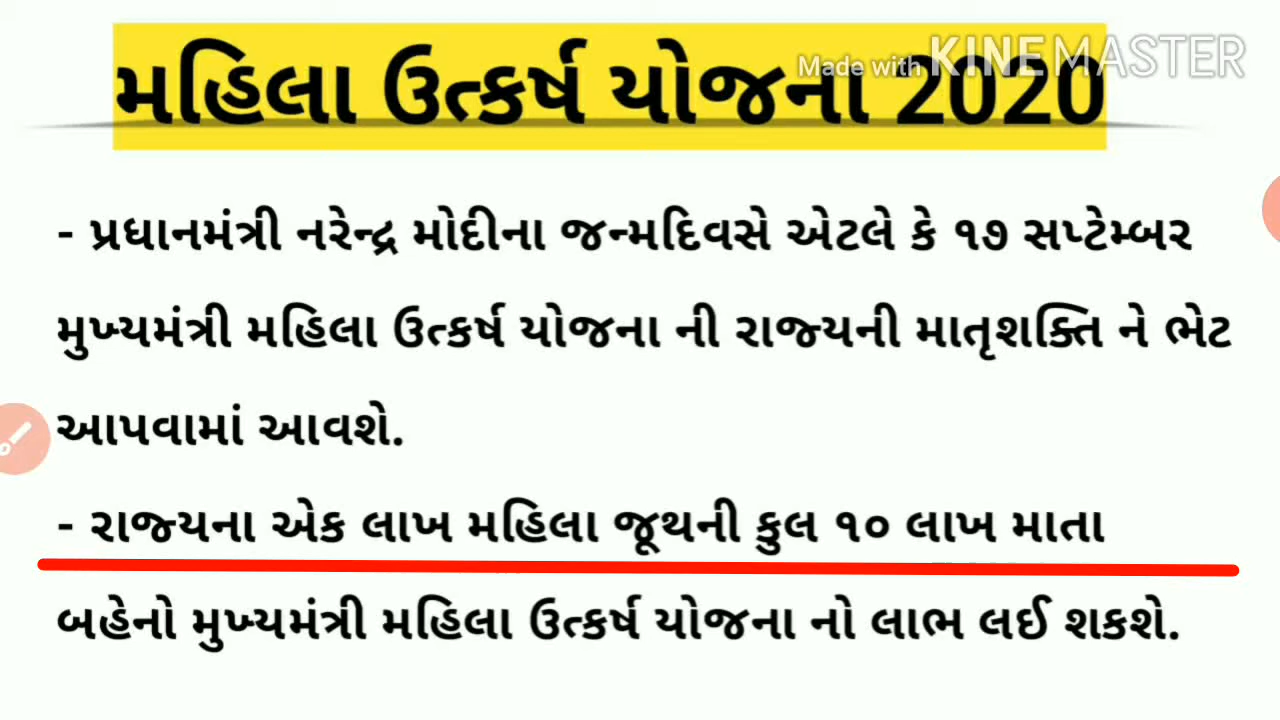 મહિલા ઉત્કર્ષ યોજના 2020
Made with KINEMASTER
- પ્રધાનમંત્રી નરેન્દ્ર મોદીના જન્મદિવસે એટલે કે ૧૭ સપ્ટેમ્બર
મુખ્યમંત્રી મહિલા ઉત્કર્ષ યોજના ની રાજ્યની માતૃશક્તિ ને ભેટ
આપવામાં આવશે.
- રાજ્યના એક લાખ મહિલા જૂથની કુલ ૧૦ લાખ માતા
બહેનો મુખ્યમંત્રી મહિલા ઉત્કર્ષ યોજના નો લાભ લઈ શકશે.